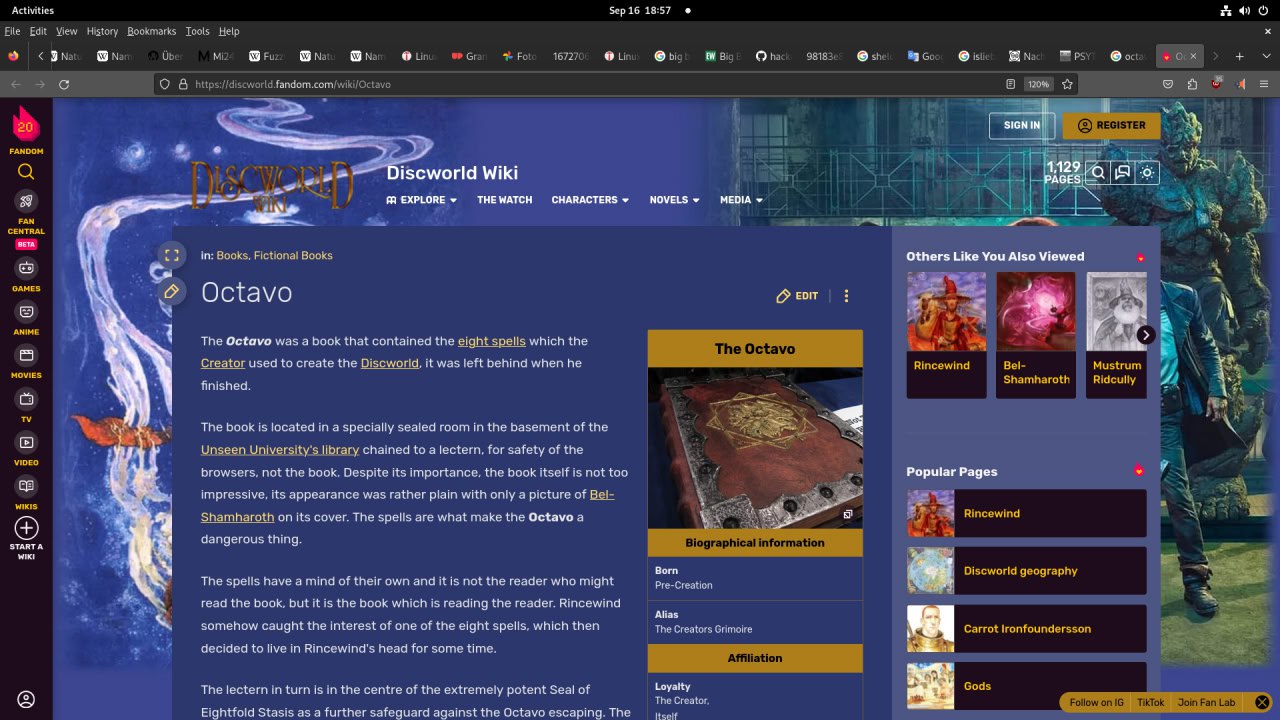 Activities
Sep 16 18:57
File Edit View History Bookmarks Tools Help
Natu
Nam
Über
Mi24
Fuzz
Natu
Nam
Linux
Gran
Foto
167270
Linux
big b
Big B
hack
98183e
shel
Goog
isliet
Nach
PSYT
octa
Oc
https://discworld.fandom.com/wiki/Octavo
120%
20
FANDOM
FAN
CENTRAL
BETA
GAMES
ANIME
MOVIES
TV
VIDEO
WIKIS
START A
WIKI
SIGN IN
REGISTER
DISCWORLD
WIKI
Discworld Wiki
1,129
PAGES
EXPLORE THE WATCH CHARACTERS NOVELS MEDIA
in: Books, Fictional Books
Octavo
EDIT
The Octavo was a book that contained the eight spells which the
Creator used to create the Discworld, it was left behind when he
finished.
The book is located in a specially sealed room in the basement of the
Unseen University's library chained to a lectern, for safety of the
browsers, not the book. Despite its importance, the book itself is not too
impressive, its appearance was rather plain with only a picture of Bel-
Shamharoth on its cover. The spells are what make the Octavo a
dangerous thing.
The spells have a mind of their own and it is not the reader who might
read the book, but it is the book which is reading the reader. Rincewind
somehow caught the interest of one of the eight spells, which then
decided to live in Rincewind's head for some time.
The lectern in turn is in the centre of the extremely potent Seal of
Eightfold Stasis as a further safeguard against the Octavo escaping. The
The Octavo
Biographical information
Born
Pre-Creation
Alias
The Creators Grimoire
Affiliation
Loyalty
The Creator,
Itself
Others Like You Also Viewed
Rincewind
Bel-
Shamharoth
Mustrum
Ridcully
Popular Pages
Rincewind
Discworld geography
Carrot Ironfoundersson
Gods
Follow on IG TikTok Join Fan Lab